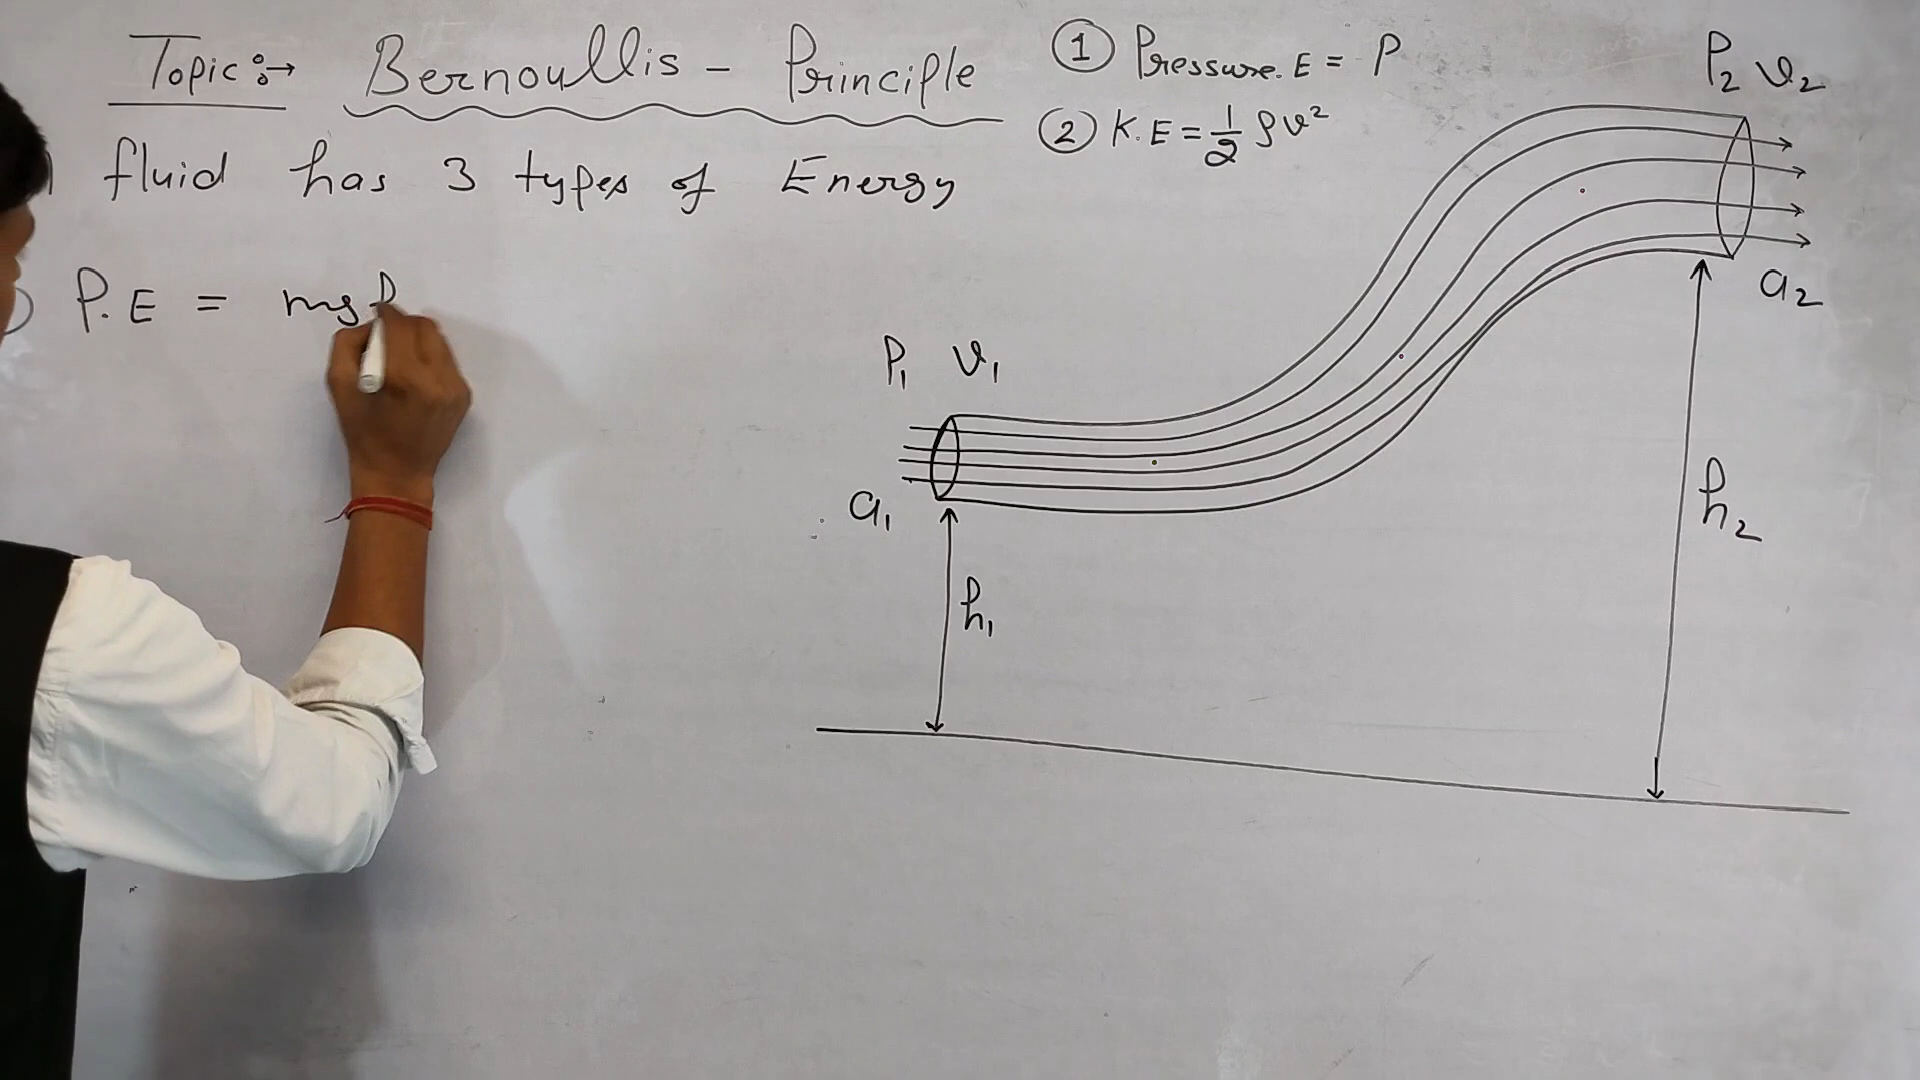 Topic:→ Bernoullis - Principle
fluid has 3 types of Energy
P.E = mg
① Pressure.E = P
② K.E = 1/2 ρv²
P₁ v₁
a₁
h₁
P₂ v₂
a₂
h₂